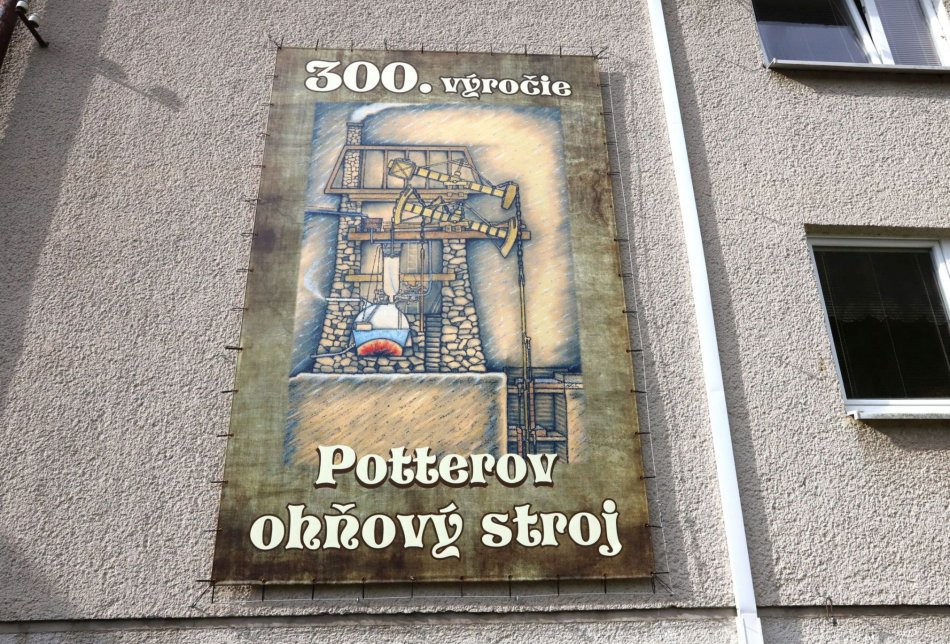 300. výročie
Potterov
ohňový stroj